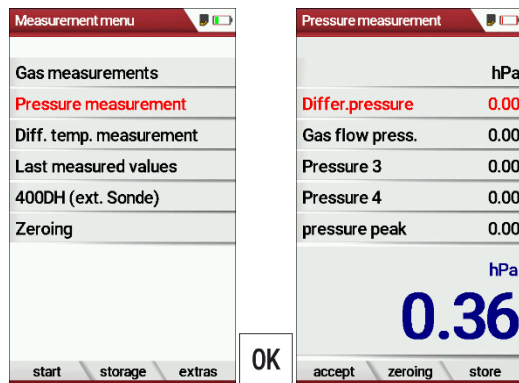 Measurement menu
Gas measurements
Pressure measurement
Diff. temp. measurement
Last measured values
400DH (ext. Sonde)
Zeroing
start storage extras
OK
Pressure measurement
hPa
Differ.pressure 0.00
Gas flow press. 0.00
Pressure 3 0.00
Pressure 4 0.00
pressure peak 0.00
hPa
0.36
accept zeroing store